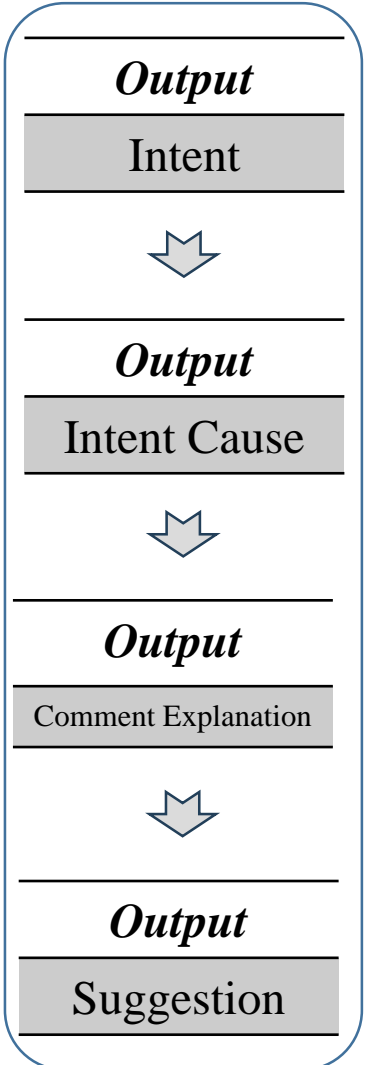 Output
Intent
Output
Intent Cause
Output
Comment Explanation
Output
Suggestion